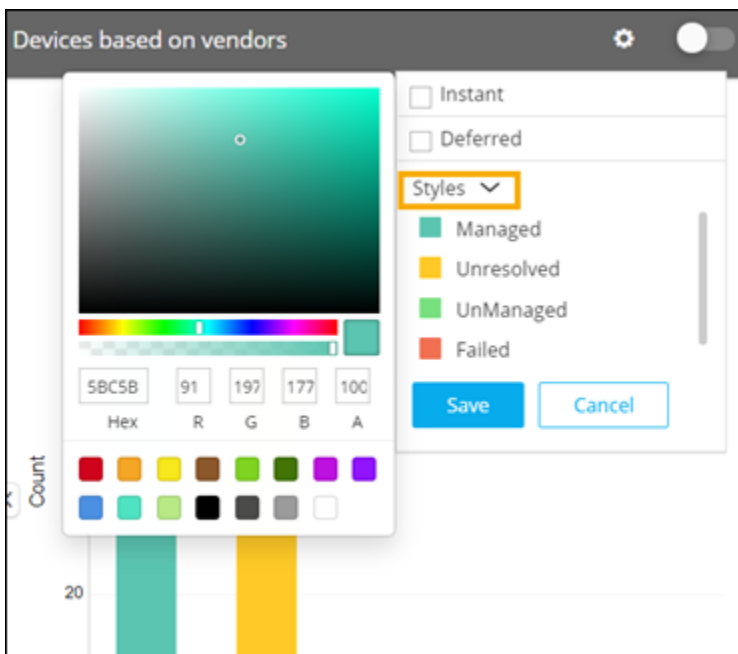 Devices based on vendors
Instant
Deferred
Styles
Managed
Unresolved
UnManaged
Failed
Save Cancel
5BC5B 91 197 177 100
Hex R G B A
Count
20